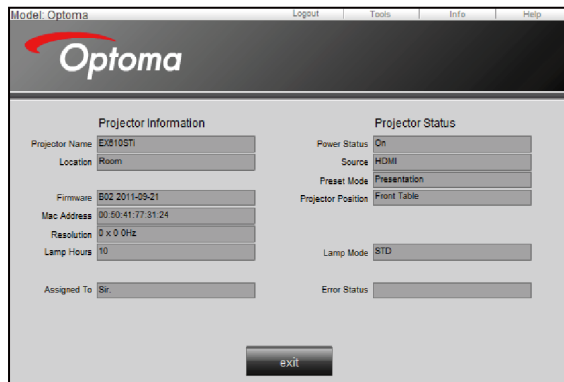 Model: Optoma
Logout Tools Info Help
Optoma
Projector Information
Projector Name EX610STi
Location Room
Firmware B02 2011-09-21
Mac Address 00:50:41:77:31:24
Resolution 0 x 0 0Hz
Lamp Hours 10
Assigned To Sir,
Projector Status
Power Status On
Source HDMI
Preset Mode Presentation
Projector Position Front Table
Lamp Mode STD
Error Status
exit